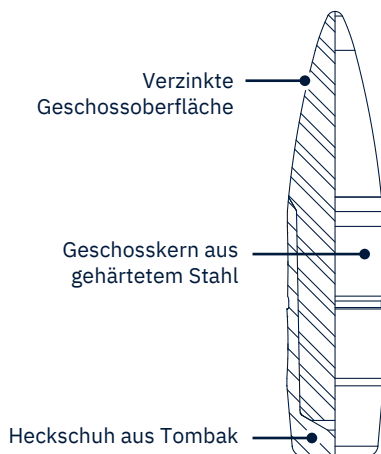 Verzinkte
Geschossoberfläche
Geschosskern aus
gehärtetem Stahl
Heckschuh aus Tombak